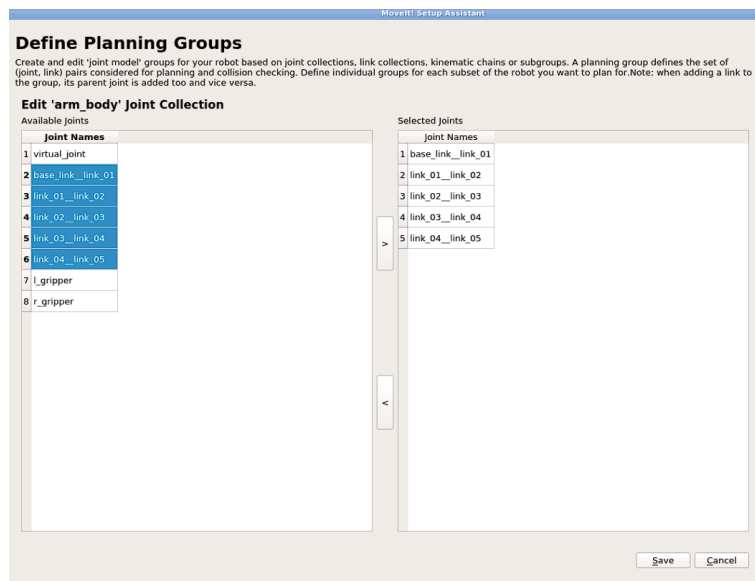 MoveIt! Setup Assistant
Define Planning Groups
Create and edit 'joint model' groups for your robot based on joint collections, link collections, kinematic chains or subgroups. A planning group defines the set of
(joint, link) pairs considered for planning and collision checking. Define individual groups for each subset of the robot you want to plan for.Note: when adding a link to
the group, its parent joint is added too and vice versa.
Edit 'arm_body' Joint Collection
Available Joints
Joint Names
1 virtual_joint
2 base_link__link_01
3 link_01__link_02
4 link_02__link_03
5 link_03__link_04
6 link_04__link_05
7 l_gripper
8 r_gripper
>
<
Selected Joints
Joint Names
1 base_link__link_01
2 link_01__link_02
3 link_02__link_03
4 link_03__link_04
5 link_04__link_05
Save
Cancel